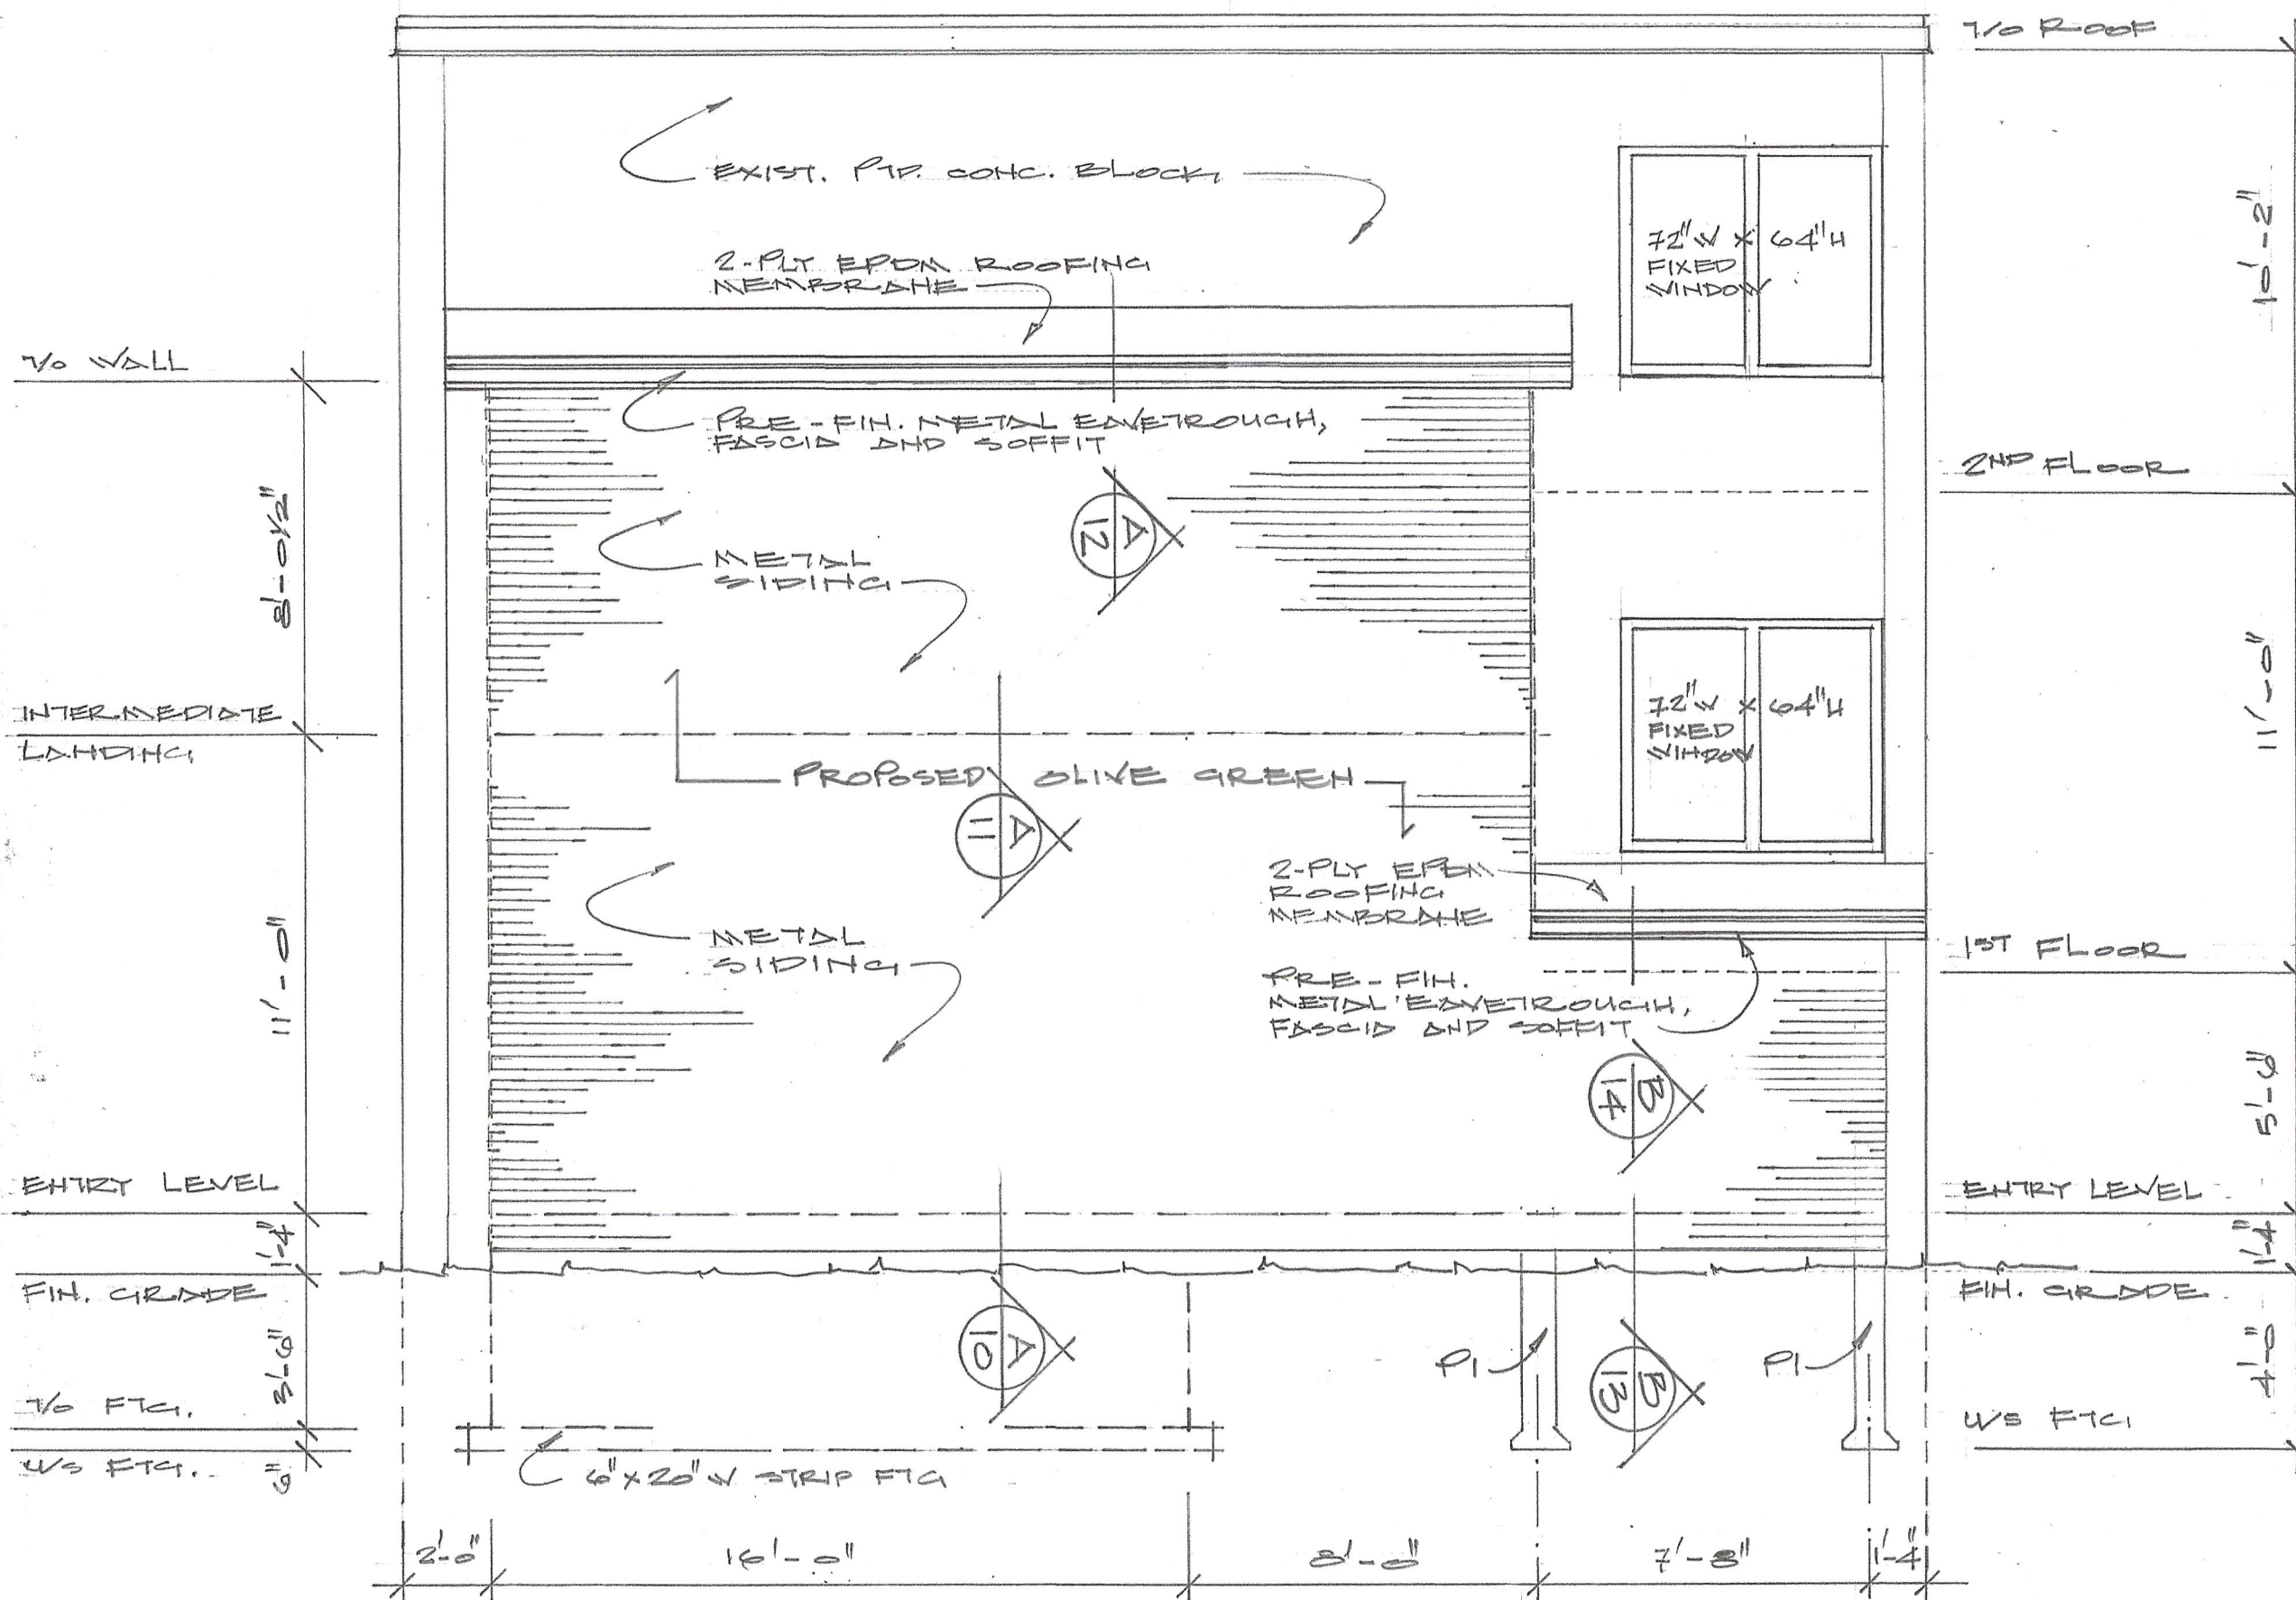 T/O ROOF
EXIST. PTD. CONC. BLOCK
72"W X 64"H
FIXED
WINDOW
10'-2"
2-PLY EPDM ROOFING
MEMBRANE
T/O WALL
PRE-FIN. METAL EAVETROUGH,
FASCIA AND SOFFIT
2ND FLOOR
8'-0 1/2"
A
12
METAL
SIDING
11'-0"
72"W X 64"H
FIXED
WINDOW
INTERMEDIATE
LANDING
PROPOSED OLIVE GREEN
A
11
2-PLY EPDM
ROOFING
MEMBRANE
11'-0"
METAL
SIDING
1ST FLOOR
PRE-FIN.
METAL EAVETROUGH,
FASCIA AND SOFFIT
B
14
5'-6"
ENTRY LEVEL
ENTRY LEVEL
1'-4"
1'-4"
FIN. GRADE
FIN. GRADE
3'-6"
A
10
P1
B
13
P1
4'-0"
T/O FTG.
U/S FTG
U/S FTG.
6"
6"X20"W STRIP FTG
2'-0"
16'-0"
8'-0"
7'-8"
1'-4"